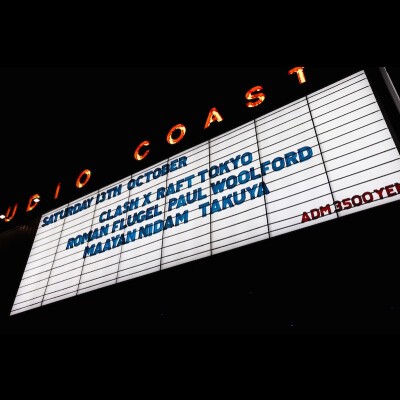 UDIO COAST
SATURDAY 13TH OCTOBER
CLASH X RAFT TOKYO
ROMAN FLUGEL PAUL WOOLFORD
MAAYAN NIDAM TAKUYA
ADM 3500 YEN